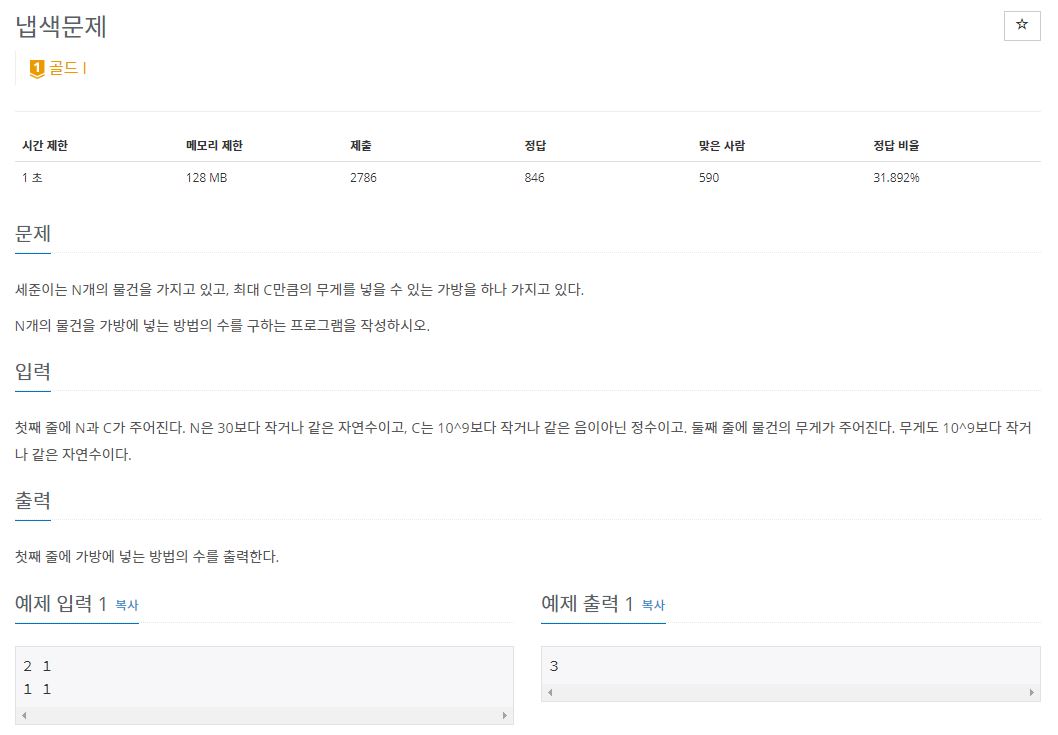 냅색문제
☆
1 골드 I
시간 제한 메모리 제한 제출 정답 맞은 사람 정답 비율
1 초 128 MB 2786 846 590 31.892%
문제
세준이는 N개의 물건을 가지고 있고, 최대 C만큼의 무게를 넣을 수 있는 가방을 하나 가지고 있다.
N개의 물건을 가방에 넣는 방법의 수를 구하는 프로그램을 작성하시오.
입력
첫째 줄에 N과 C가 주어진다. N은 30보다 작거나 같은 자연수이고, C는 10^9보다 작거나 같은 음이아닌 정수이고. 둘째 줄에 물건의 무게가 주어진다. 무게도 10^9보다 작거
나 같은 자연수이다.
출력
첫째 줄에 가방에 넣는 방법의 수를 출력한다.
예제 입력 1 복사
2 1
1 1
예제 출력 1 복사
3